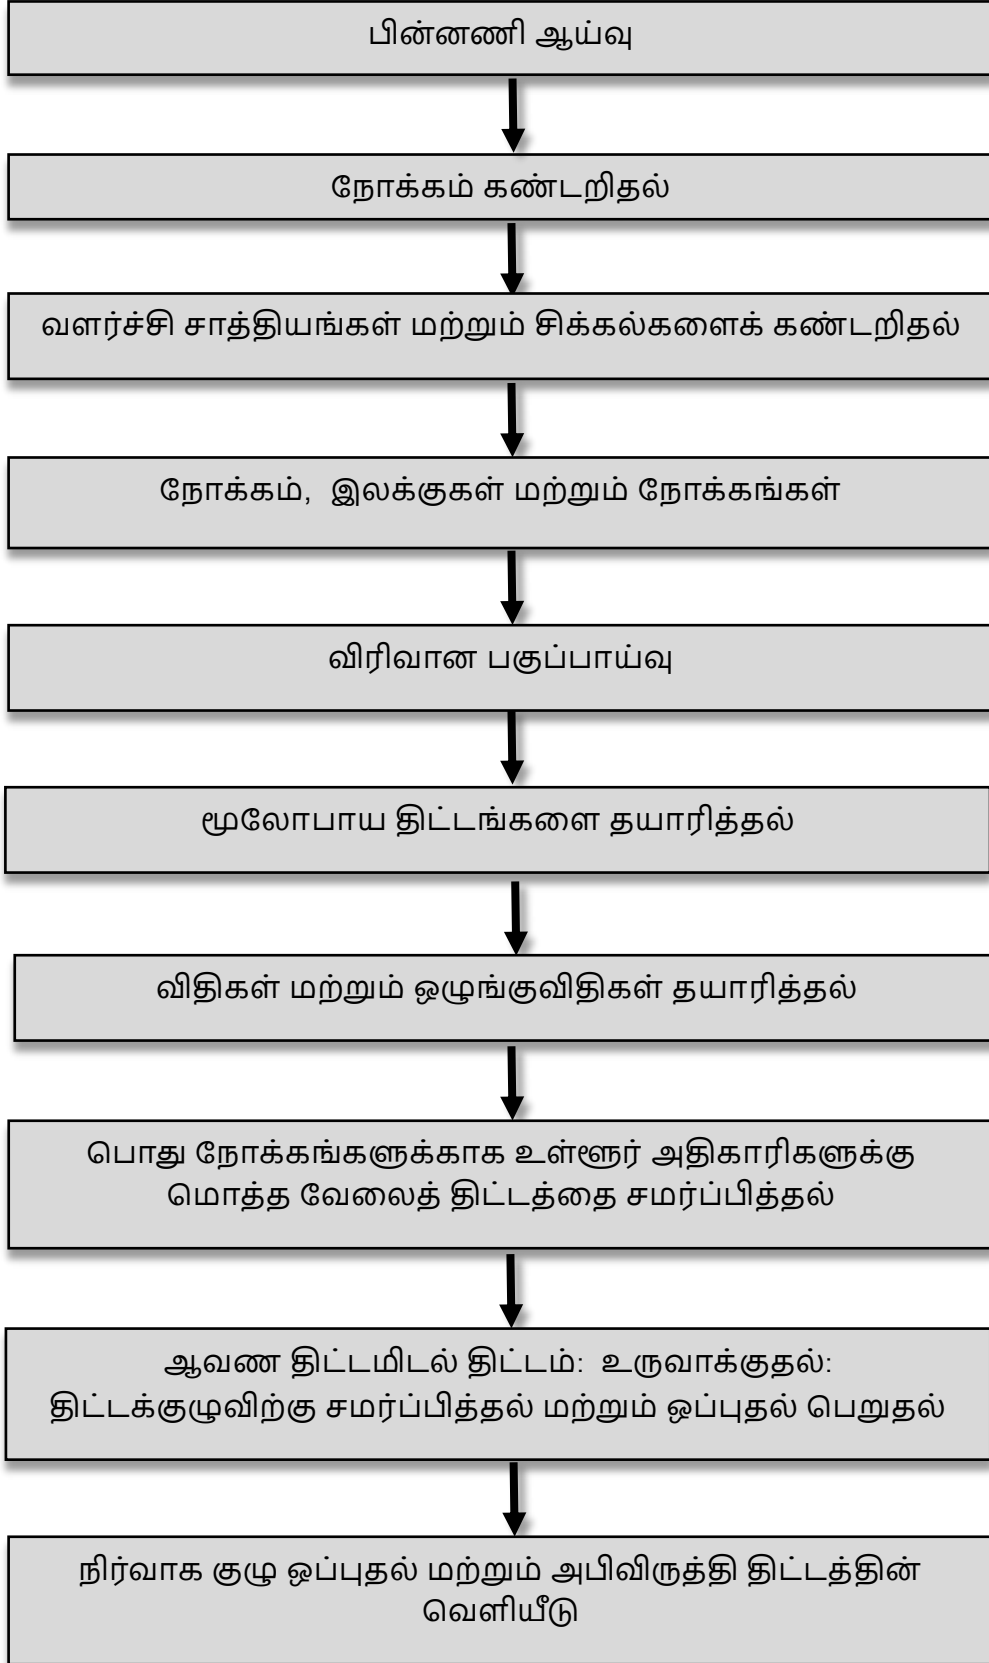 பின்னணி ஆய்வு
நோக்கம் கண்டறிதல்
வளர்ச்சி சாத்தியங்கள் மற்றும் சிக்கல்களைக் கண்டறிதல்
நோக்கம், இலக்குகள் மற்றும் நோக்கங்கள்
விரிவான பகுப்பாய்வு
மூலோபாய திட்டங்களை தயாரித்தல்
விதிகள் மற்றும் ஒழுங்குவிதிகள் தயாரித்தல்
பொது நோக்கங்களுக்காக உள்ளூர் அதிகாரிகளுக்கு
மொத்த வேலைத் திட்டத்தை சமர்ப்பித்தல்
ஆவண திட்டமிடல் திட்டம்: உருவாக்குதல்:
திட்டக்குழுவிற்கு சமர்ப்பித்தல் மற்றும் ஒப்புதல் பெறுதல்
நிர்வாக குழு ஒப்புதல் மற்றும் அபிவிருத்தி திட்டத்தின்
வெளியீடு